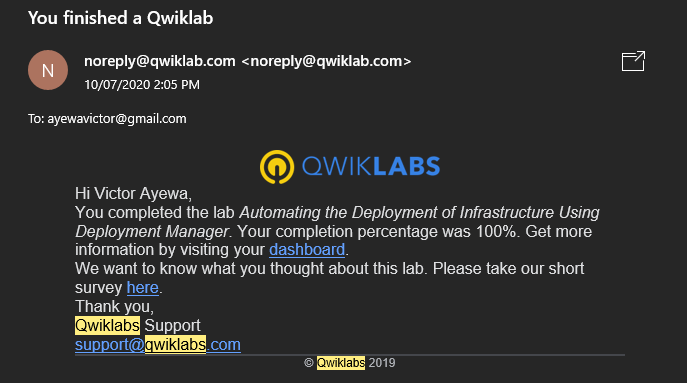 You finished a Qwiklab
N
noreply@qwiklab.com <noreply@qwiklab.com>
10/07/2020 2:05 PM
To: ayewavictor@gmail.com
QWIKLABS
Hi Victor Ayewa,
You completed the lab Automating the Deployment of Infrastructure Using
Deployment Manager. Your completion percentage was 100%. Get more
information by visiting your dashboard.
We want to know what you thought about this lab. Please take our short
survey here.
Thank you,
Qwiklabs Support
support@qwiklabs.com
© Qwiklabs 2019